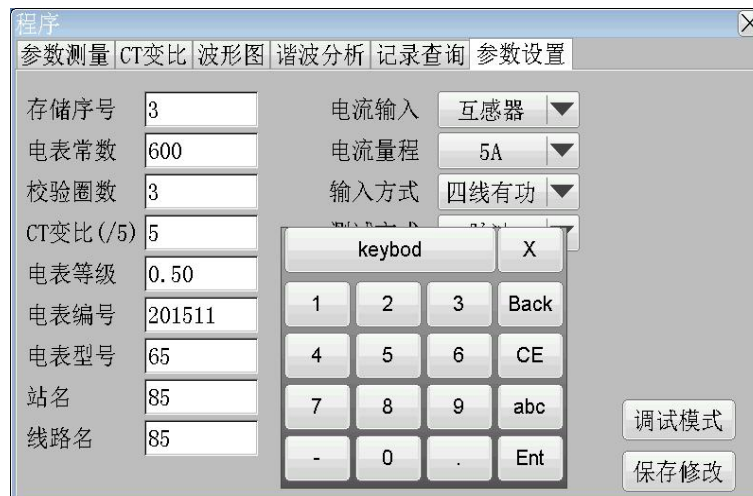 程序
参数测量 CT变比 波形图 谐波分析 记录查询 参数设置
存储序号 3 电流输入 互感器
电表常数 600 电流量程 5A
校验圈数 3 输入方式 四线有功
CT变比(/5) 5
电表等级 0.50
电表编号 201511
电表型号 65
站名 85
线路名 85
keybod X
1 2 3 Back
4 5 6 CE
7 8 9 abc
- 0 . Ent
调试模式
保存修改